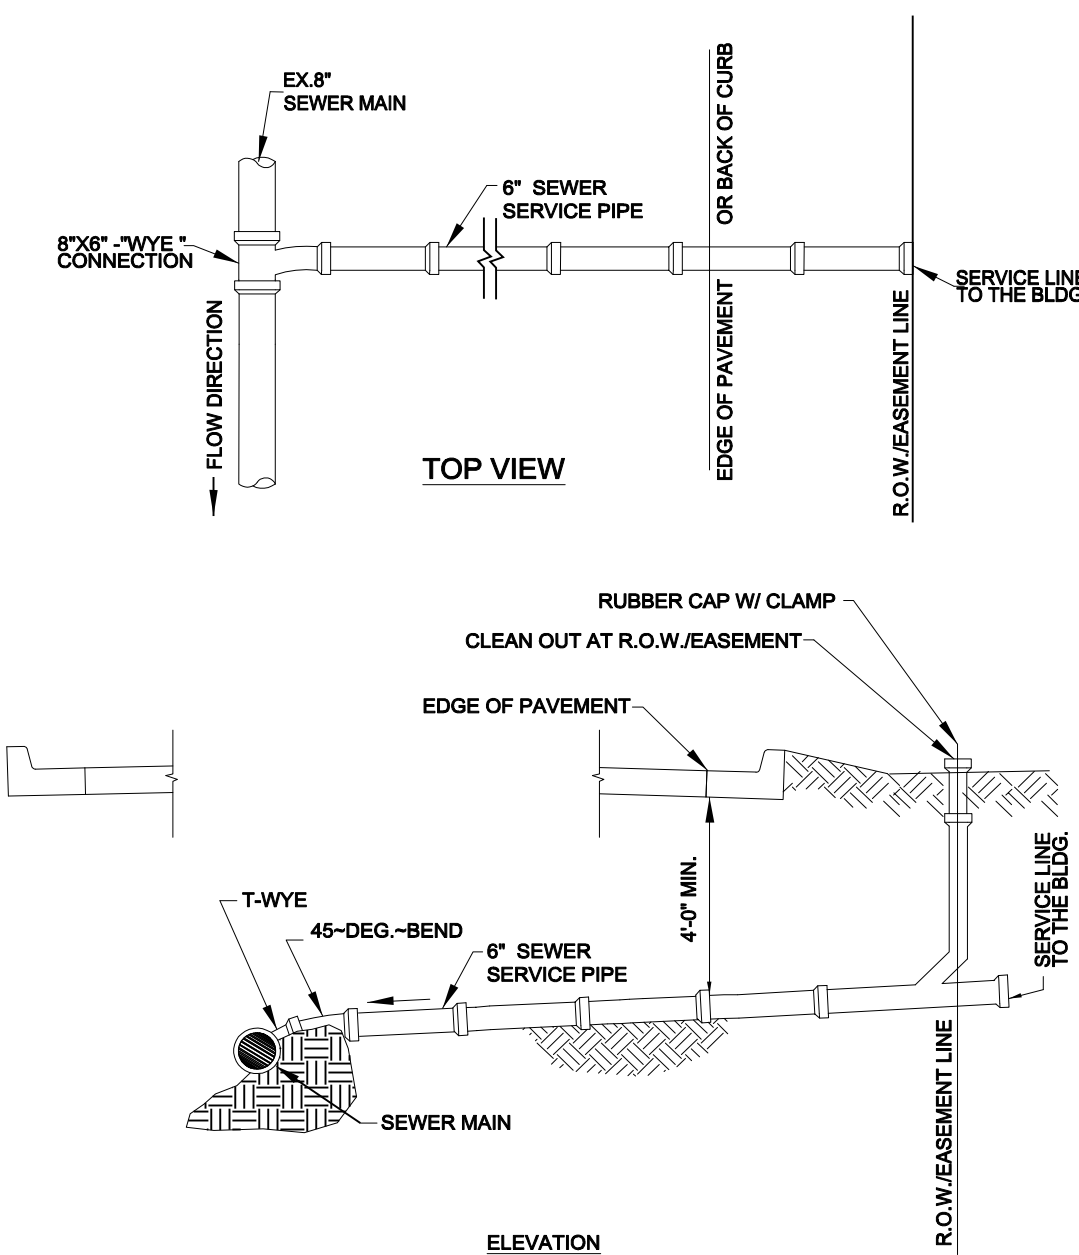 EX.8"
SEWER MAIN
6" SEWER
SERVICE PIPE
OR BACK OF CURB
8"X6" -"WYE "
CONNECTION
SERVICE LINE
TO THE BLDG
FLOW DIRECTION
EDGE OF PAVEMENT
R.O.W./EASEMENT LINE
TOP VIEW
RUBBER CAP W/ CLAMP
CLEAN OUT AT R.O.W./EASEMENT
EDGE OF PAVEMENT
4'-0" MIN.
SERVICE LINE
TO THE BLDG.
T-WYE
45~DEG.~BEND
6" SEWER
SERVICE PIPE
SEWER MAIN
R.O.W./EASEMENT LINE
ELEVATION